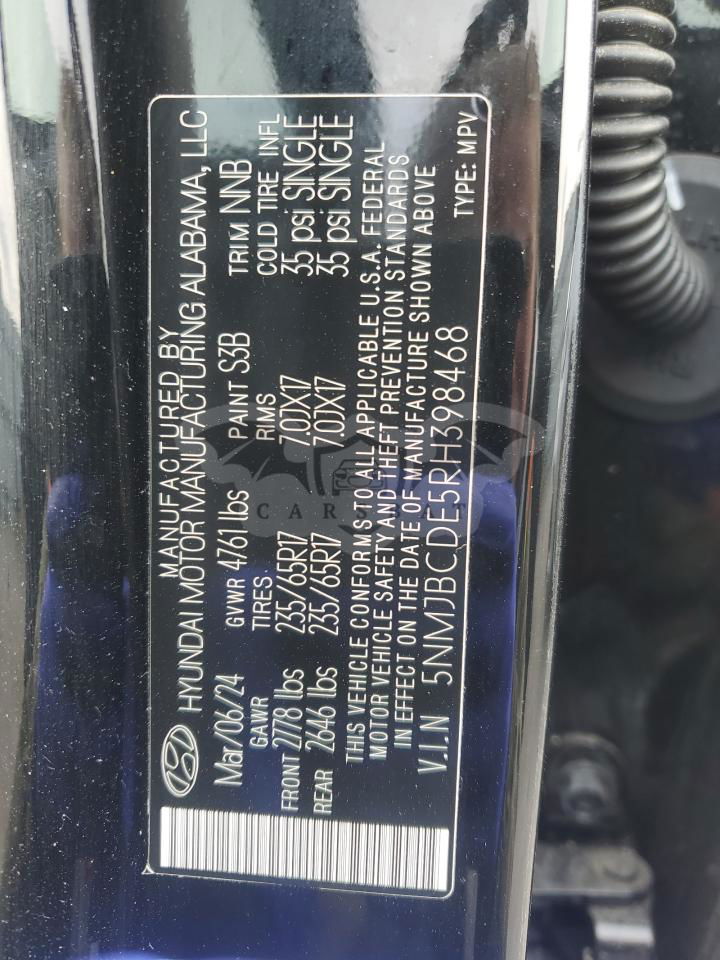 MANUFACTURED BY
HYUNDAI MOTOR MANUFACTURING ALABAMA, LLC
Mar/06/24 GVWR 4761 lbs PAINT S3B TRIM NNB
GAWR TIRES RIMS COLD TIRE INFL
FRONT 2778 lbs 235/65R17 7.0JX17 35 psi SINGLE
REAR 2646 lbs 235/65R17 7.0JX17 35 psi SINGLE
THIS VEHICLE CONFORMS TO ALL APPLICABLE U.S.A. FEDERAL
MOTOR VEHICLE SAFETY AND THEFT PREVENTION STANDARDS
IN EFFECT ON THE DATE OF MANUFACTURE SHOWN ABOVE
V.I.N 5NMJBCDE5RH398468 TYPE: MPV
CARSBAT